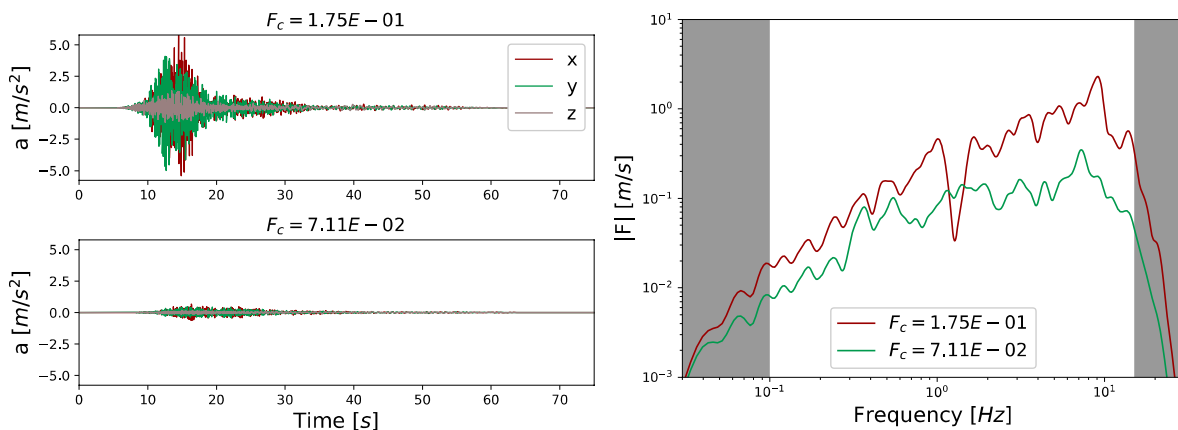 F_c = 1.75E − 01
a [m/s²]
5.0
2.5
0.0
−2.5
−5.0
x
y
z
0 10 20 30 40 50 60 70
F_c = 7.11E − 02
a [m/s²]
5.0
2.5
0.0
−2.5
−5.0
0 10 20 30 40 50 60 70
Time [s]
|F| [m/s]
10¹
10⁰
10⁻¹
10⁻²
10⁻³
F_c = 1.75E − 01
F_c = 7.11E − 02
10⁻¹ 10⁰ 10¹
Frequency [Hz]